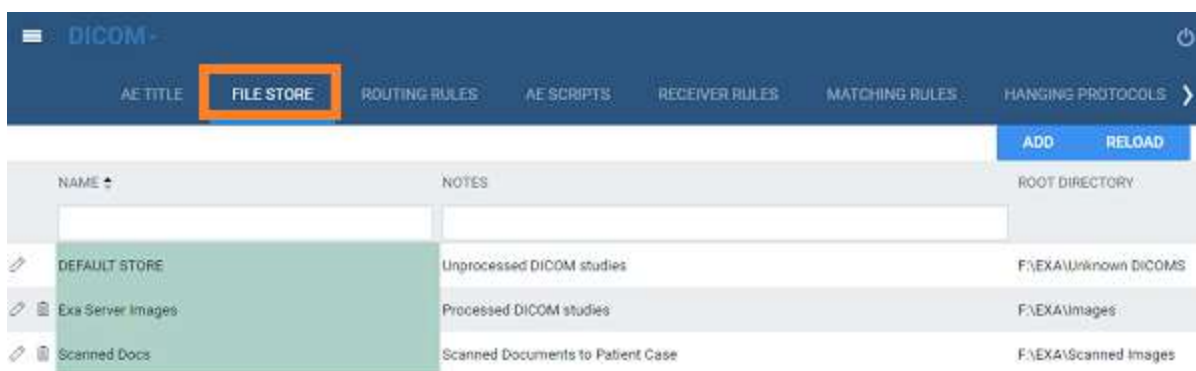 DICOM
AE TITLE FILE STORE ROUTING RULES AE SCRIPTS RECEIVER RULES MATCHING RULES HANGING PROTOCOLS
ADD RELOAD
NAME NOTES ROOT DIRECTORY
DEFAULT STORE Unprocessed DICOM studies F:\EXA\Unknown DICOMS
Exa Server Images Processed DICOM studies F:\EXA\Images
Scanned Docs Scanned Documents to Patient Case F:\EXA\Scanned Images